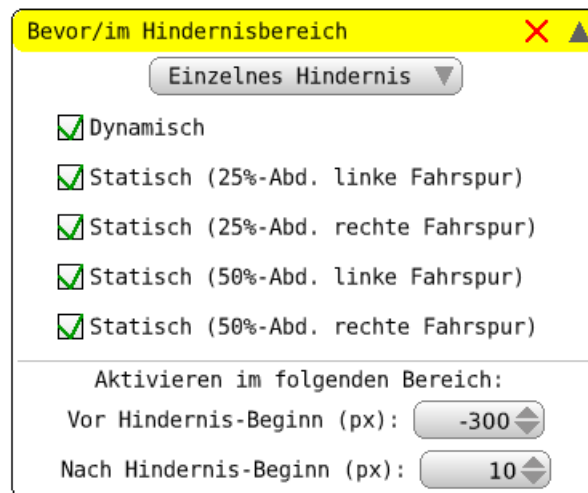 Bevor/im Hindernisbereich
Einzelnes Hindernis
Dynamisch
Statisch (25%-Abd. linke Fahrspur)
Statisch (25%-Abd. rechte Fahrspur)
Statisch (50%-Abd. linke Fahrspur)
Statisch (50%-Abd. rechte Fahrspur)
Aktivieren im folgenden Bereich:
Vor Hindernis-Beginn (px): -300
Nach Hindernis-Beginn (px): 10